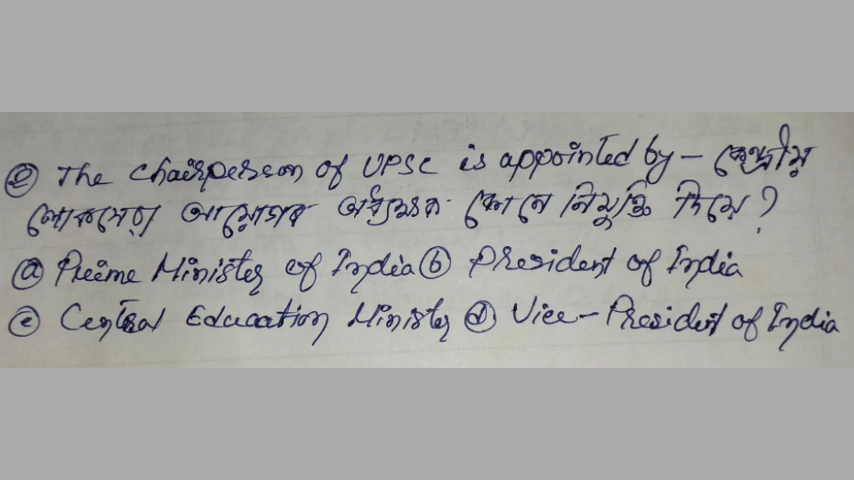 ② The Chairperson of UPSC is appointed by – কেন্দ্ৰীয়
লোকসেৱা আয়োগৰ অধ্যক্ষক কোনে নিযুক্তি দিয়ে?
ⓐ Prime Minister of India ⓑ President of India
ⓒ Central Education Minister ⓓ Vice-President of India